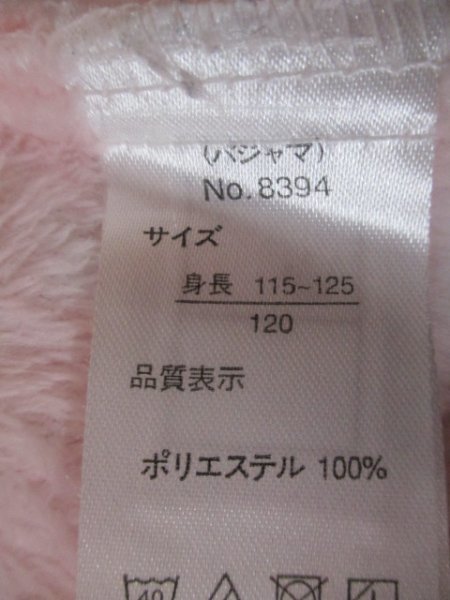 (パジャマ)
No.8394
サイズ
身長 115~125
120
品質表示
ポリエステル 100%
40